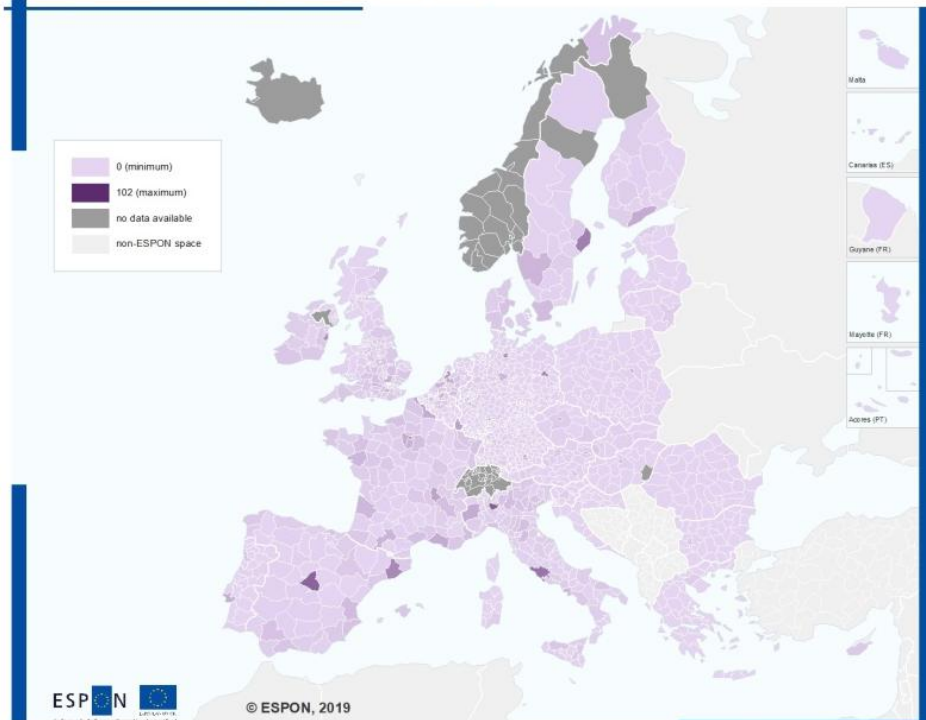 Malta
0 (minimum)
Canarias (ES)
102 (maximum)
no data available
non-ESPON space
Guyane (FR)
Mayotte (FR)
Acores (PT)
ESPON
© ESPON, 2019